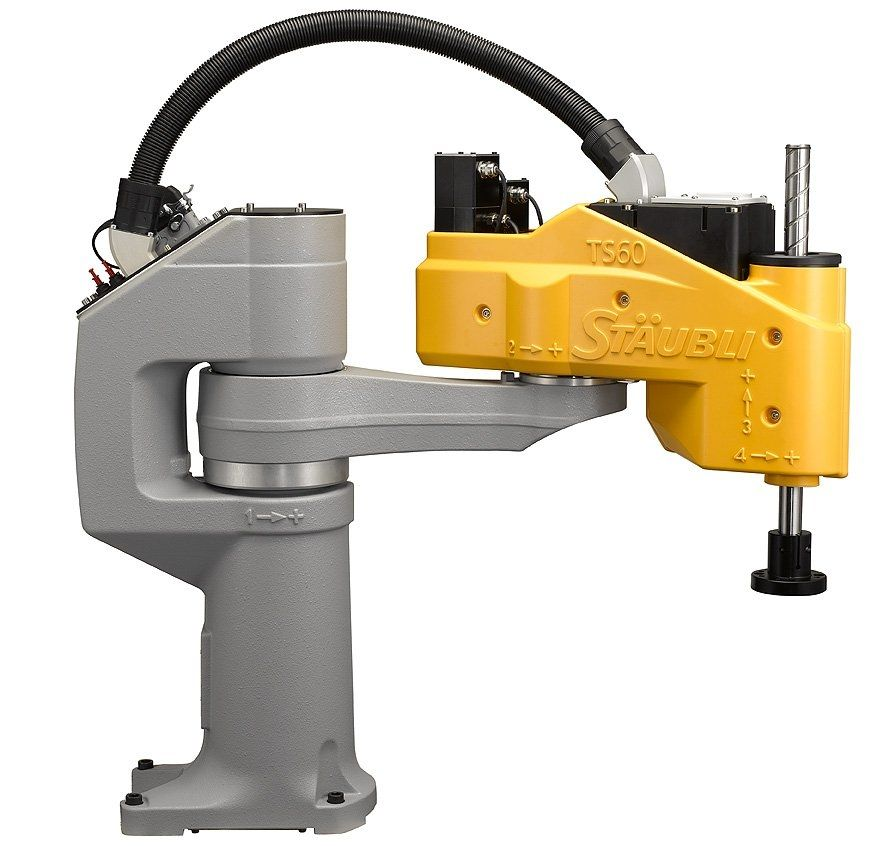 TS60
STÄUBLI
2 → +
+ ← 3
4 → +
1 → +